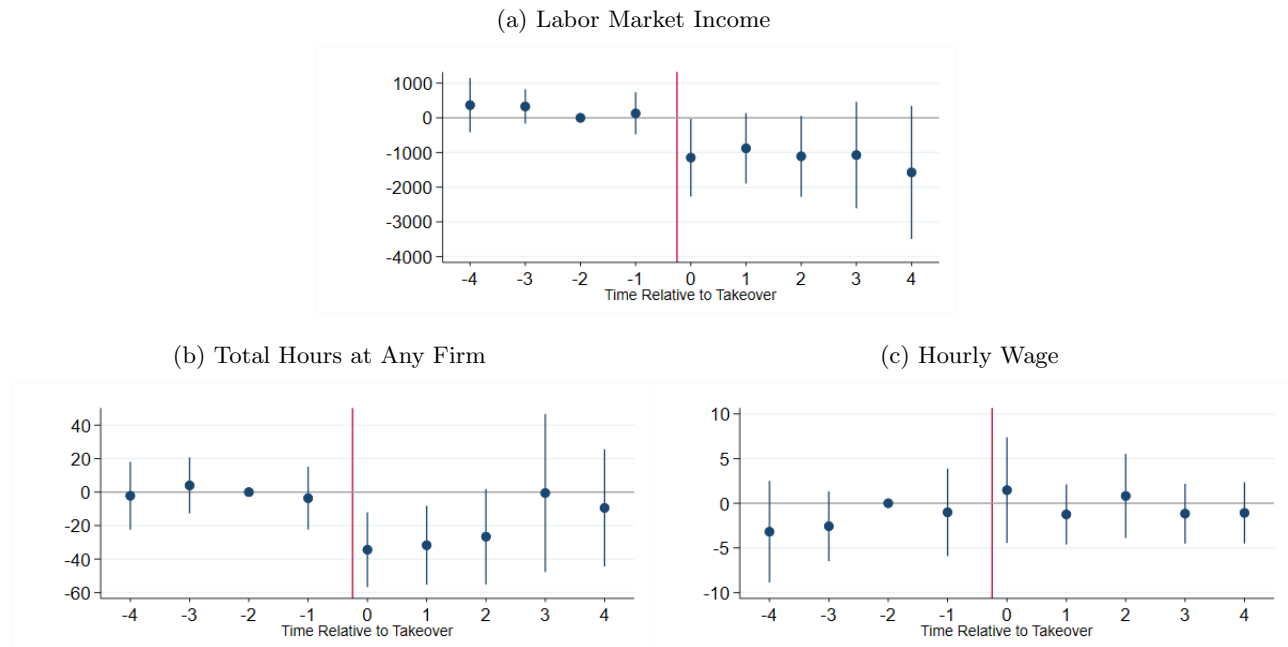 (a) Labor Market Income
1000
0
-1000
-2000
-3000
-4000
-4 -3 -2 -1 0 1 2 3 4
Time Relative to Takeover
(b) Total Hours at Any Firm
40
20
0
-20
-40
-60
-4 -3 -2 -1 0 1 2 3 4
Time Relative to Takeover
(c) Hourly Wage
10
5
0
-5
-10
-4 -3 -2 -1 0 1 2 3 4
Time Relative to Takeover